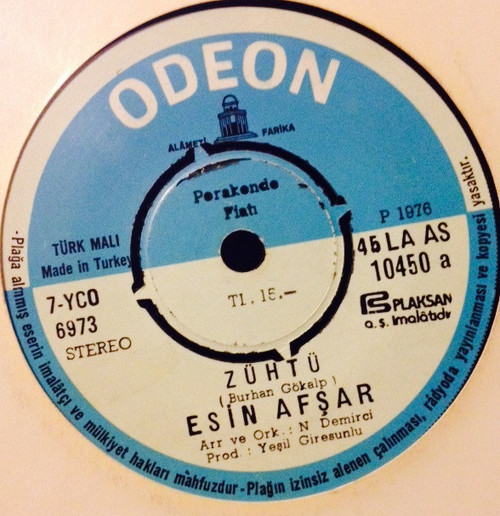 ODEON
ALÂMETİ FARİKA
Perakende
Fiatı
P 1976
TÜRK MALI
Made in Turkey
45 LA AS
10450 a
7-YCO
6973
STEREO
TL. 15.–
PLAKSAN
a.ş. imalâtıdır
ZÜHTÜ
( Burhan Gökalp )
ESİN AFŞAR
Arr ve Ork.: N Demirci
Prod.: Yeşil Giresunlu
-Plağa alınmış eserin imalâtçı ve mülkiyet hakları mahfuzdur-Plağın izinsiz alenen çalınması, radyoda yayınlanması ve kopyesi yasaktır.